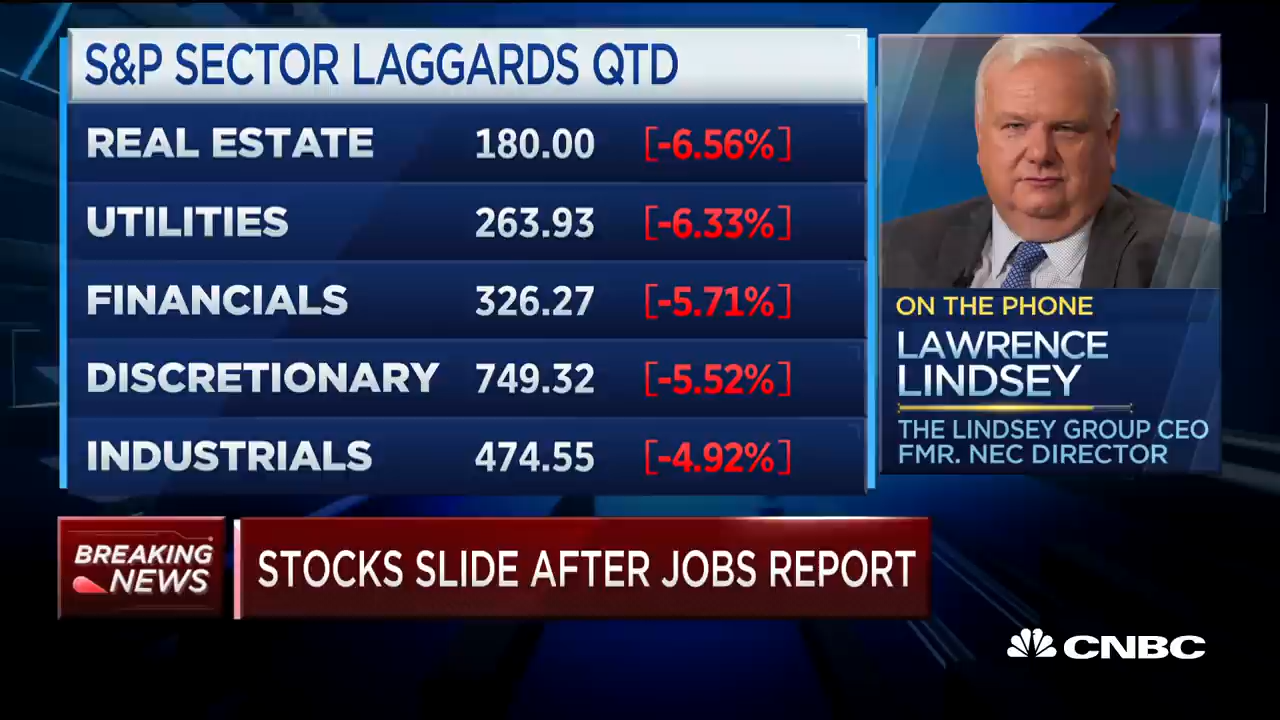 S&P SECTOR LAGGARDS QTD
REAL ESTATE 180.00 [-6.56%]
UTILITIES 263.93 [-6.33%]
FINANCIALS 326.27 [-5.71%]
DISCRETIONARY 749.32 [-5.52%]
INDUSTRIALS 474.55 [-4.92%]
ON THE PHONE
LAWRENCE
LINDSEY
THE LINDSEY GROUP CEO
FMR. NEC DIRECTOR
BREAKING
NEWS
STOCKS SLIDE AFTER JOBS REPORT
CNBC